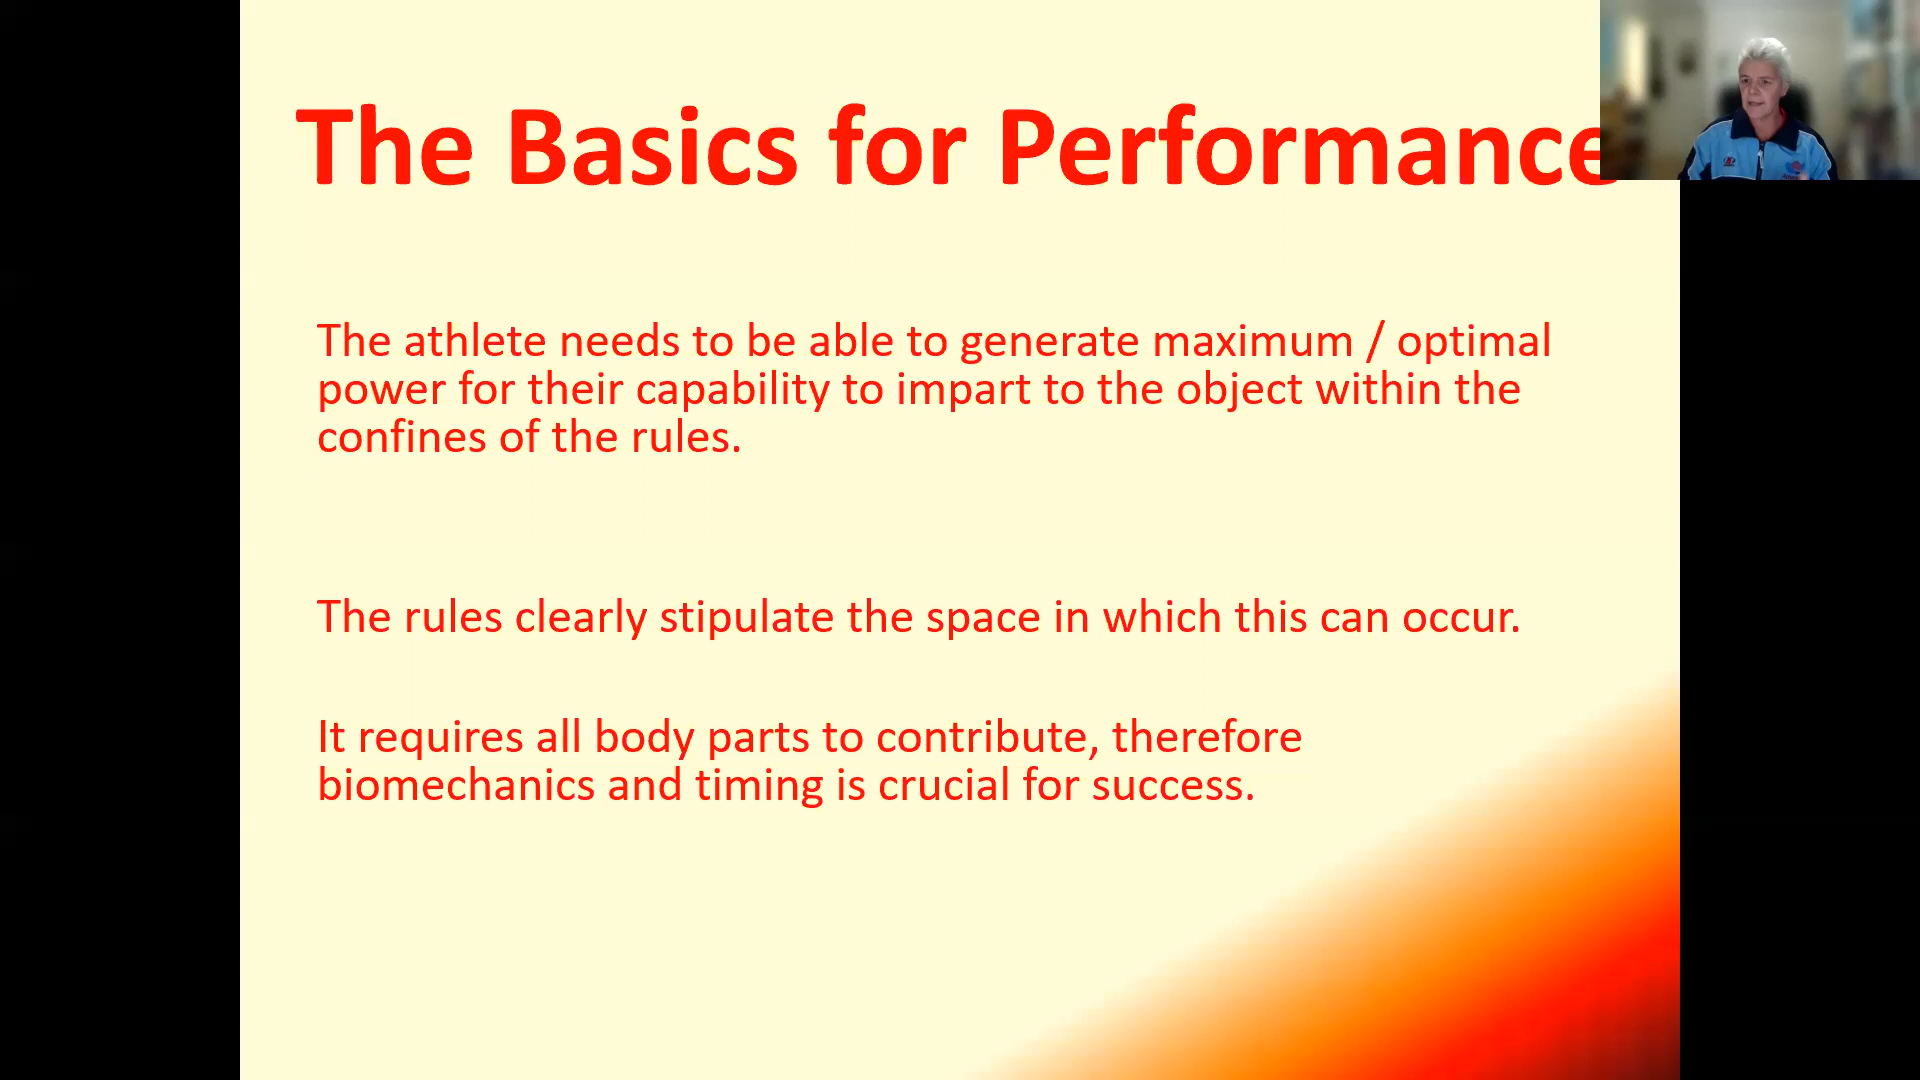 The Basics for Performance
The athlete needs to be able to generate maximum / optimal
power for their capability to impart to the object within the
confines of the rules.
The rules clearly stipulate the space in which this can occur.
It requires all body parts to contribute, therefore
biomechanics and timing is crucial for success.